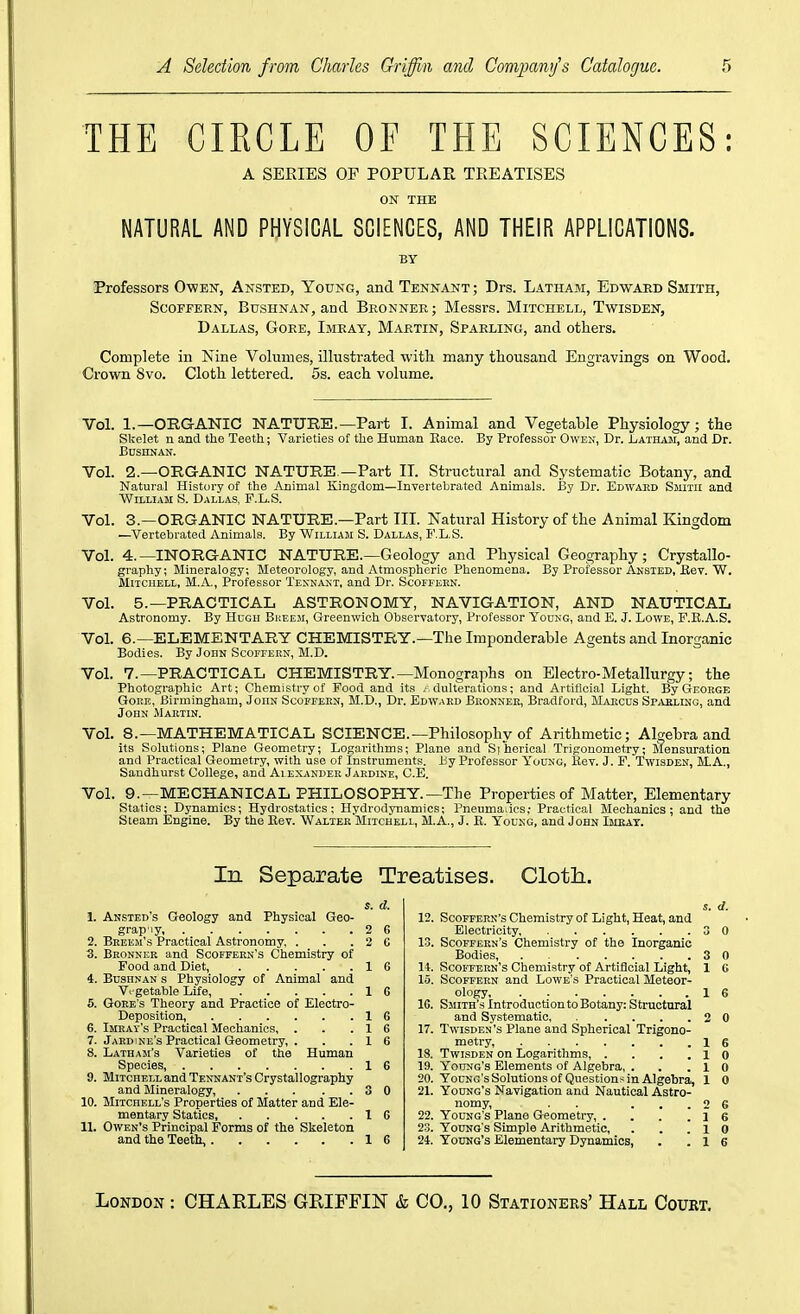 A Selection from Charles Griffin and Company's Catalogue. 5
THE CIRCLE OF THE SCIENCES:
A SERIES OF POPULAR TREATISES
ON THE
NATURAL AND PHYSICAL SCIENCES, AND THEIR APPLICATIONS.
BY
Professors Owen, Ansted, Young, and Tennant; Drs. Latham, Edward Smith,
Scoffern, Bushnan, and Bronner; Messrs. Mitchell, Twisden,
Dallas, Gore, Imray, Martin, Sparling, and others.
Complete in Nine Volumes, illustrated with many thousand Engravings on Wood.
Crown 8vo. Cloth lettered. 5s. each volume.
Vol. 1.—ORGANIC NATURE.—Part I. Animal and Vegetable Physiology; the
Skelet n and the Teeth; Varieties of the Human Race. By Professor Owen, Dr. Latham, and Dr.
Bushnan.
Vol. 2.—ORGANIC NATURE.—Part II. Structural and Systematic Botany, and
Natural History of the Animal Kingdom—Invertebrated Animals. By Dr. Edward Smith and
William S. Dallas, F.L.S.
Vol. 3.—ORGANIC NATURE.—Part III. Natural History of the Animal Kingdom
—Vertebrated Animals. By William S. Dallas, F.L.S.
Vol. 4.—INORGANIC NATURE.—Geology and Physical Geography; Crystallo-
graphy; Mineralogy; Meteorology, and Atmospheric Phenomena. By Professor Ansted, Rev. W.
Mitchell, M.A., Professor Tennant, and Dr. Scoffern.
Vol. 5.—PRACTICAL ASTRONOMY, NAVIGATION, AND NAUTICAL
Astronomy. By Hugh Breem, Greenwich Observatory, Professor Young, and E. J. Lowe, F.R.A.S.
Vol. 6.—ELEMENTARY CHEMISTRY.—The Imponderable Agents and Inorganic
Bodies. By John Scoffern, M.D.
Vol. 7.—PRACTICAL CHEMISTRY.—Monographs on Electro-Metallurgy; the
Photographic Art; Chemistry of Food and its dulterations; and Artificial Light. By George
Gore, Birmingham, John Scoffern, M.D., Dr. Edward Bronner, Bradford, Marcus Sparling, and
John Martin.
Vol. 8.—MATHEMATICAL SCIENCE.—Philosophy of Arithmetic; Algebra and
its Solutions; Plane Geometry; Logarithms; Plane and Spherical Trigonometry; Mensuration
and Practical Geometry, with use of Instruments. By Professor Young, Rev. J. F. Twisden, M.A.,
Sandhurst College, and Alexander Jardine, C.E.
Vol. 9.—MECHANICAL PHILOSOPHY.—The Properties of Matter, Elementary
Statics; Dynamics; Hydrostatics; Hydrodynamics; Pneumatics; Practical Mechanics; and the
Steam Engine. By the Rev. Walter Mitchell, M.A., J. R. Young, and John Imray.
In Separate Treatises. Cloth.
s. d.
1. Ansted's Geology and Physical Geo-
graphy, . . . . . . . 2 6
2. Breem's Practical Astronomy, . . . 2 6
3. Bronner and Scoffern's Chemistry of
Food and Diet, . . . . . 1 6
4. Bushnan s Physiology of Animal and
Vegetable Life, . . . . . 1 6
5. Gore's Theory and Practice of Electro-
Deposition, . . . . . . 1 6
6. Imray's Practical Mechanics, . . . 1 6
7. Jardine's Practical Geometry, . . . 1 6
8. Latham's Varieties of the Human
Species, . . . . . . . 1 6
9. Mitchell and Tennant's Crystallography
and Mineralogy, . . . . . 3 0
10. Mitchell's Properties of Matter and Ele-
mentary Statics, . . . . . 1 6
11. Owen's Principal Forms of the Skeleton
and the Teeth, . . . . . . 1 6
s. d.
12. Scoffern's Chemistry of Light, Heat, and
Electricity, . . . . . . 3 0
13. Scoffern's Chemistry of the Inorganic
Bodies, . . . . . . . 3 0
14. Scoffern's Chemistry of Artificial Light, 1 6
15. Scoffern and Lowe's Practical Meteor-
ology, . . . . . . . 1 6
16. Smith's Introduction to Botany: Structural
and Systematic, . . . . . 2 0
17. Twisden's Plane and Spherical Trigono-
metry, . . . . . . . 1 6
18. Twisden on Logarithms, . . . . 1 0
19. Young's Elements of Algebra, . . . 1 0
20. Young's Solutions of Questions in Algebra, 1 0
21. Young's Navigation and Nautical Astro-
nomy, . . . . 2 6
22. Young's Plane Geometry, . . . . 1 6
23. Young's Simple Arithmetic, . . . 1 0
24. Young's Elementary Dynamics, . . 1 6
London: CHARLES GRIFFIN & CO., 10 Stationers' Hall Court.